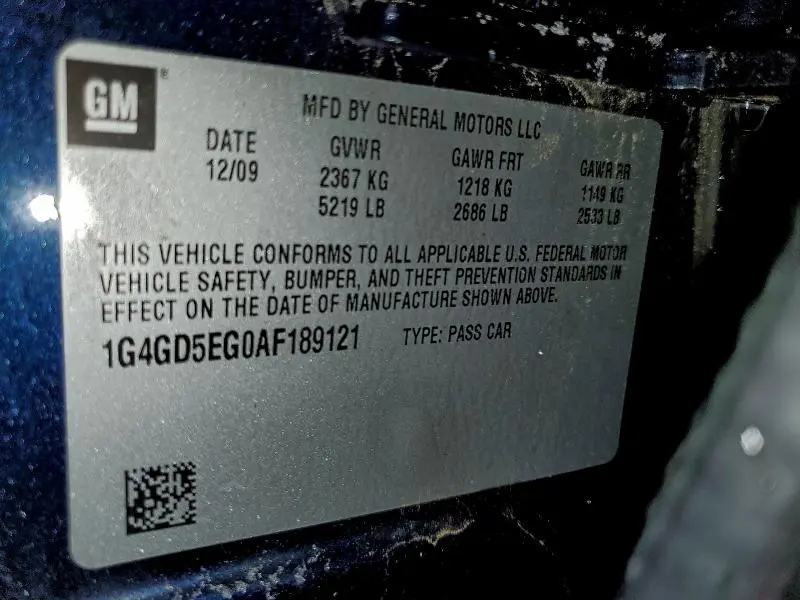 GM ®
MFD BY GENERAL MOTORS LLC
DATE GVWR GAWR FRT GAWR RR
12/09 2367 KG 1218 KG 1149 KG
5219 LB 2686 LB 2533 LB
THIS VEHICLE CONFORMS TO ALL APPLICABLE U.S. FEDERAL MOTOR
VEHICLE SAFETY, BUMPER, AND THEFT PREVENTION STANDARDS IN
EFFECT ON THE DATE OF MANUFACTURE SHOWN ABOVE.
1G4GD5EG0AF189121 TYPE: PASS CAR